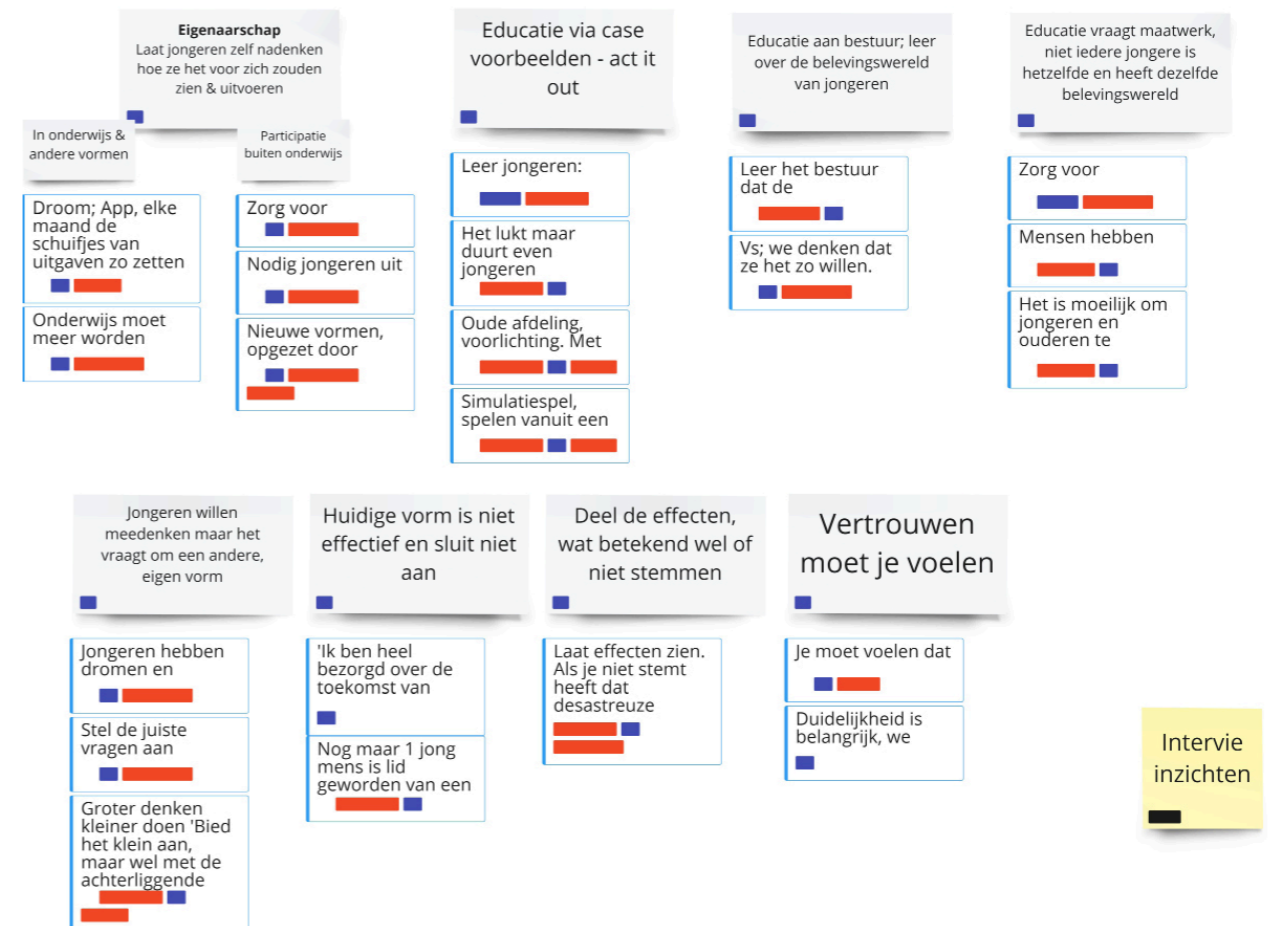 Eigenaarschap
Laat jongeren zelf nadenken
hoe ze het voor zich zouden
zien & uitvoeren
In onderwijs &
andere vormen
Droom; App, elke
maand de
schuifjes van
uitgaven zo zetten
Onderwijs moet
meer worden
Participatie
buiten onderwijs
Zorg voor
Nodig jongeren uit
Nieuwe vormen,
opgezet door
Educatie via case
voorbeelden - act it
out
Leer jongeren:
Het lukt maar
duurt even
jongeren
Oude afdeling,
voorlichting. Met
Simulatiespel,
spelen vanuit een
Educatie aan bestuur; leer
over de belevingswereld
van jongeren
Leer het bestuur
dat de
Vs; we denken dat
ze het zo willen.
Educatie vraagt maatwerk,
niet iedere jongere is
hetzelfde en heeft dezelfde
belevingswereld
Zorg voor
Mensen hebben
Het is moeilijk om
jongeren en
ouderen te
Jongeren willen
meedenken maar het
vraagt om een andere,
eigen vorm
Jongeren hebben
dromen en
Stel de juiste
vragen aan
Groter denken
kleiner doen 'Bied
het klein aan,
maar wel met de
achterliggende
Huidige vorm is niet
effectief en sluit niet
aan
'Ik ben heel
bezorgd over de
toekomst van
Nog maar 1 jong
mens is lid
geworden van een
Deel de effecten,
wat betekend wel of
niet stemmen
Laat effecten zien.
Als je niet stemt
heeft dat
desastreuze
Vertrouwen
moet je voelen
Je moet voelen dat
Duidelijkheid is
belangrijk, we
Intervie
inzichten